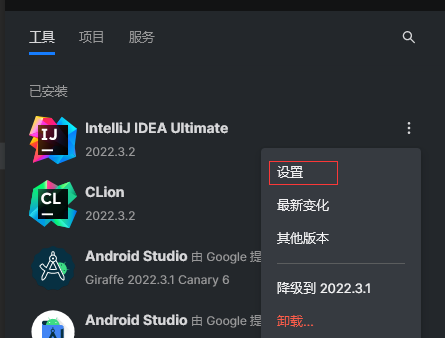 工具 项目 服务
已安装
IntelliJ IDEA Ultimate
2022.3.2
设置
CLion
最新变化
2022.3.2
其他版本
Android Studio 由 Google 提
Giraffe 2022.3.1 Canary 6
降级到 2022.3.1
Android Studio 由 Google 提
卸载...